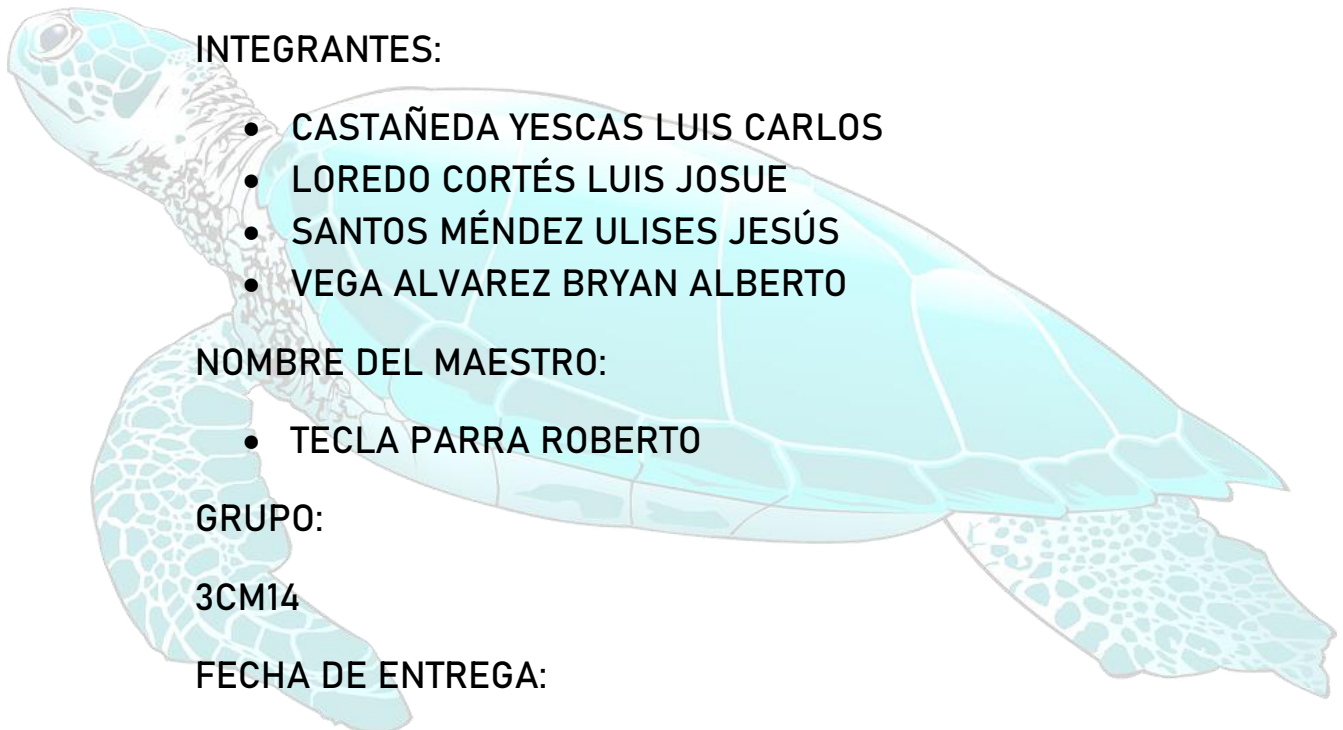 INTEGRANTES:
• CASTAÑEDA YESCAS LUIS CARLOS
• LOREDO CORTÉS LUIS JOSUE
• SANTOS MÉNDEZ ULISES JESÚS
• VEGA ALVAREZ BRYAN ALBERTO
NOMBRE DEL MAESTRO:
• TECLA PARRA ROBERTO
GRUPO:
3CM14
FECHA DE ENTREGA: